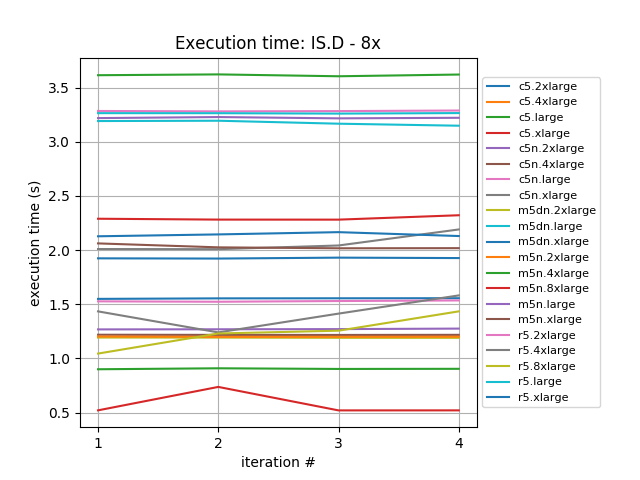 Execution time: IS.D - 8x
execution time (s)
3.5
3.0
2.5
2.0
1.5
1.0
0.5
1 2 3 4
iteration #
c5.2xlarge
c5.4xlarge
c5.large
c5.xlarge
c5n.2xlarge
c5n.4xlarge
c5n.large
c5n.xlarge
m5dn.2xlarge
m5dn.large
m5dn.xlarge
m5n.2xlarge
m5n.4xlarge
m5n.8xlarge
m5n.large
m5n.xlarge
r5.2xlarge
r5.4xlarge
r5.8xlarge
r5.large
r5.xlarge